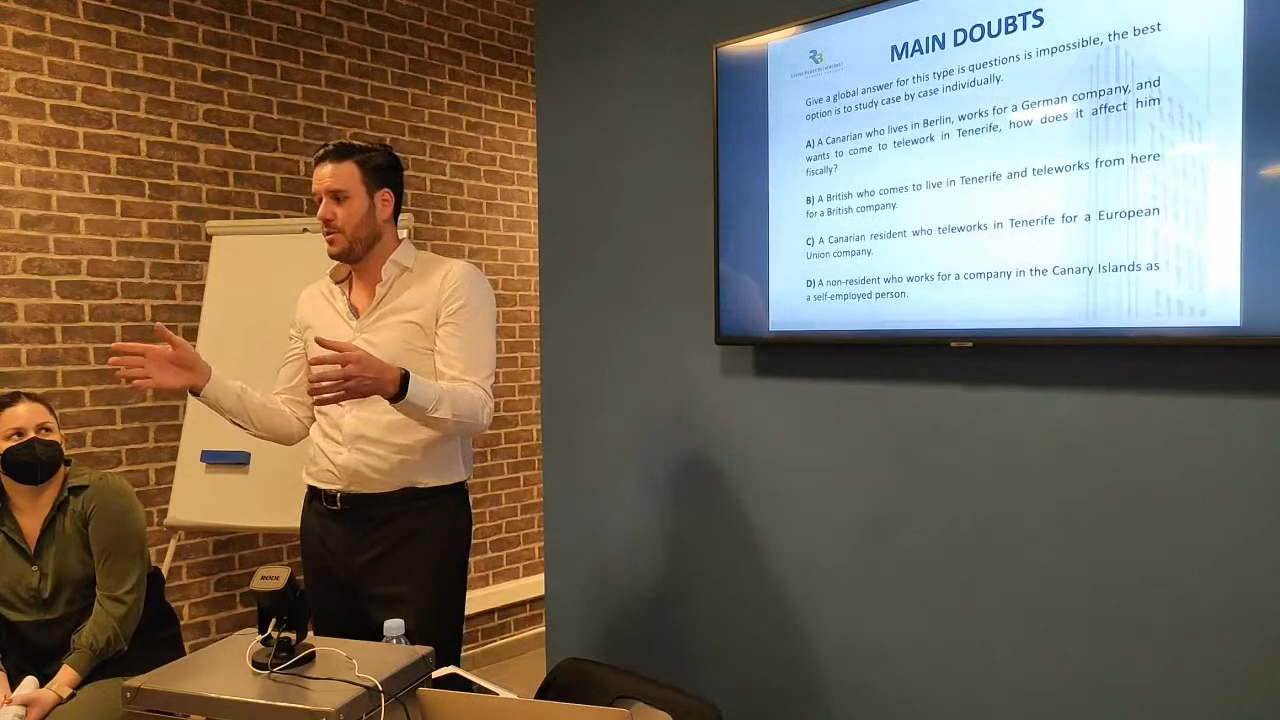 MAIN DOUBTS
Give a global answer for this type is questions is impossible, the best
option is to study case by case individually.
A) A Canarian who lives in Berlin, works for a German company, and
wants to come to telework in Tenerife, how does it affect him
fiscally?
B) A British who comes to live in Tenerife and teleworks from here
for a British company.
C) A Canarian resident who teleworks in Tenerife for a European
Union company.
D) A non-resident who works for a company in the Canary Islands as
a self-employed person.
RØDE